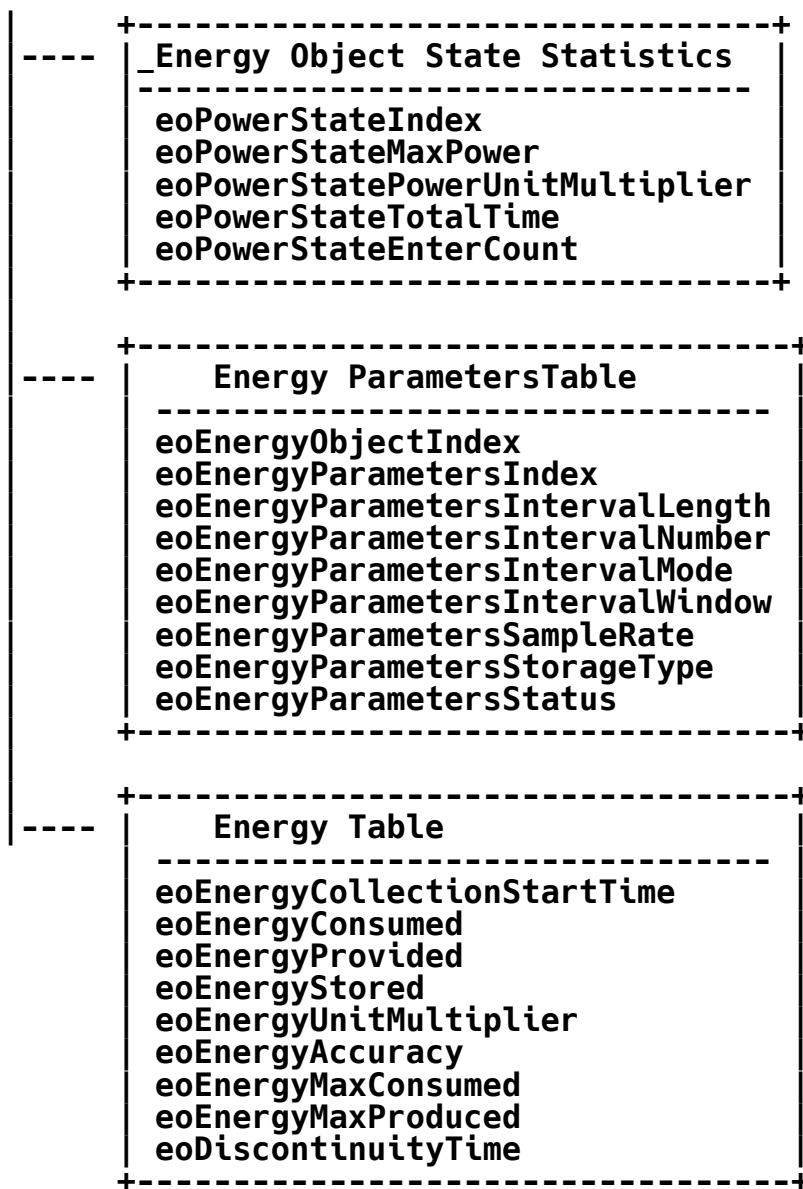 _Energy Object State Statistics
eoPowerStateIndex
eoPowerStateMaxPower
eoPowerStatePowerUnitMultiplier
eoPowerStateTotalTime
eoPowerStateEnterCount
Energy ParametersTable
eoEnergyObjectIndex
eoEnergyParametersIndex
eoEnergyParametersIntervalLength
eoEnergyParametersIntervalNumber
eoEnergyParametersIntervalMode
eoEnergyParametersIntervalWindow
eoEnergyParametersSampleRate
eoEnergyParametersStorageType
eoEnergyParametersStatus
Energy Table
eoEnergyCollectionStartTime
eoEnergyConsumed
eoEnergyProvided
eoEnergyStored
eoEnergyUnitMultiplier
eoEnergyAccuracy
eoEnergyMaxConsumed
eoEnergyMaxProduced
eoDiscontinuityTime